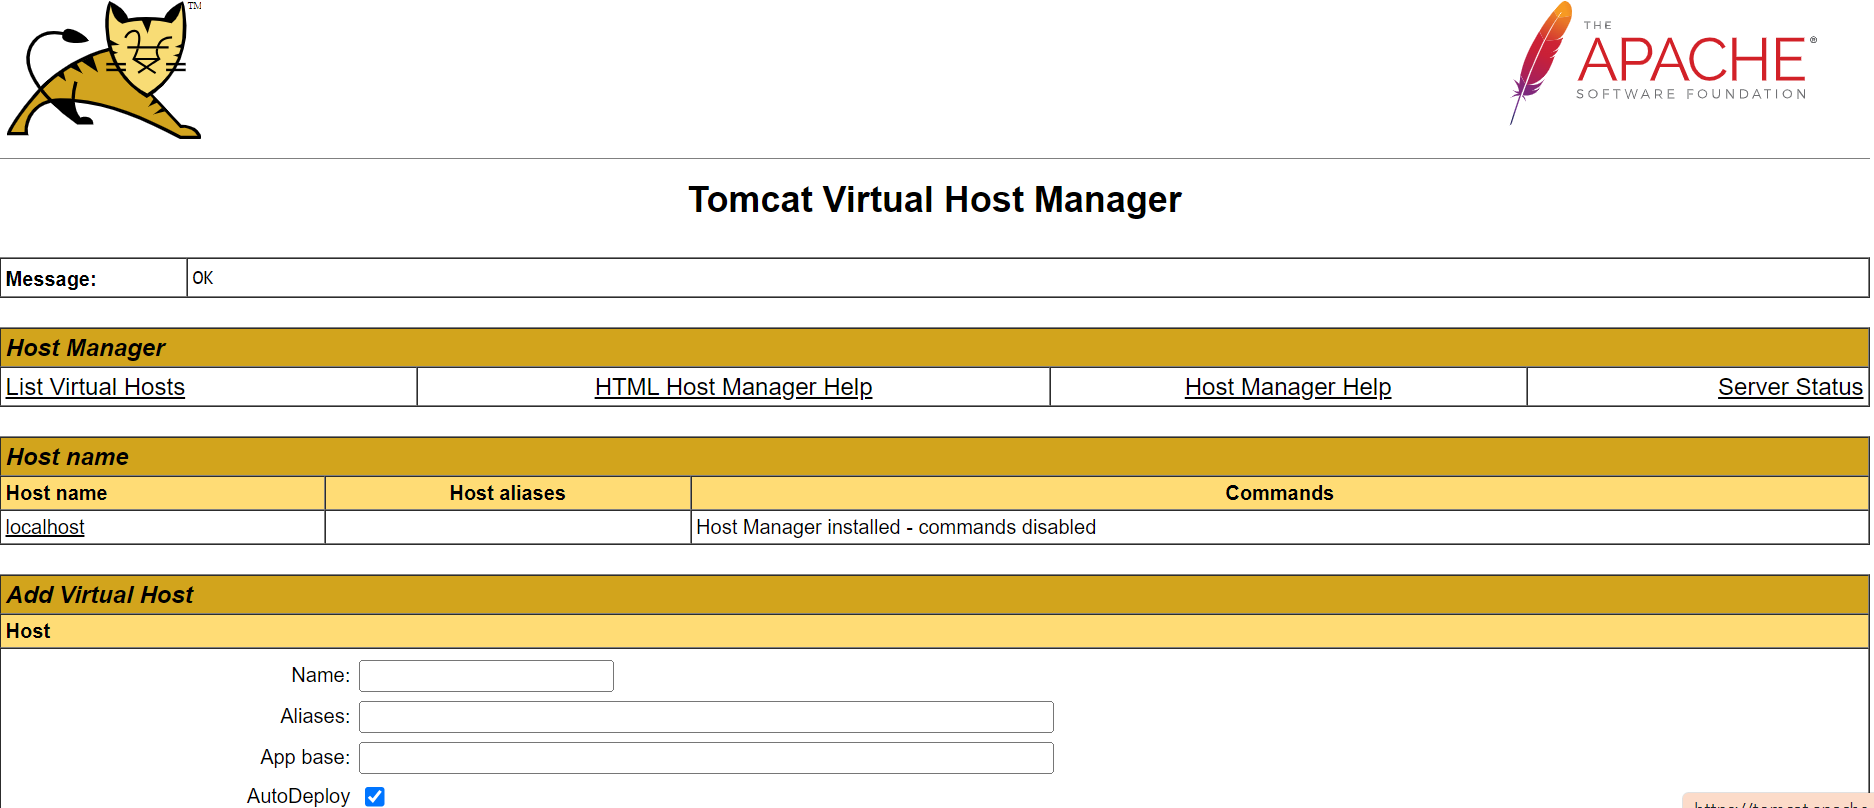 TM
THE
APACHE®
SOFTWARE FOUNDATION
Tomcat Virtual Host Manager
Message: OK
Host Manager
List Virtual Hosts HTML Host Manager Help Host Manager Help Server Status
Host name
Host name Host aliases Commands
localhost Host Manager installed - commands disabled
Add Virtual Host
Host
Name:
Aliases:
App base:
AutoDeploy